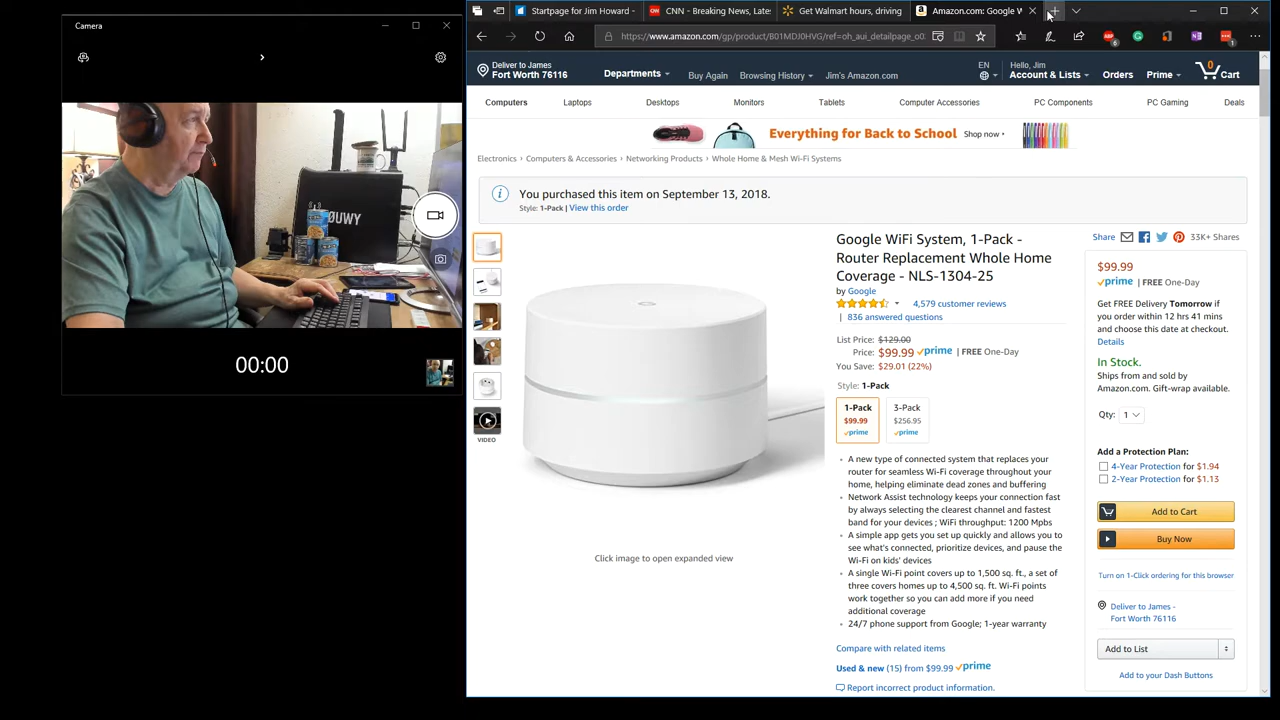 Camera
00:00
OUWY
Startpage for Jim Howard -
CNN - Breaking News, Lates
Get Walmart hours, driving
Amazon.com: Google W
https://www.amazon.com/gp/product/B01MDJ0HVG/ref=oh_aui_detailpage_o0
6
1
Deliver to James
Fort Worth 76116
Departments
Buy Again
Browsing History
Jim's Amazon.com
EN
Hello, Jim
Account & Lists
Orders
Prime
0
Cart
Computers
Laptops
Desktops
Monitors
Tablets
Computer Accessories
PC Components
PC Gaming
Deals
Everything for Back to School Shop now ›
Electronics › Computers & Accessories › Networking Products › Whole Home & Mesh Wi-Fi Systems
You purchased this item on September 13, 2018.
Style: 1-Pack | View this order
VIDEO
Click image to open expanded view
Google WiFi System, 1-Pack -
Router Replacement Whole Home
Coverage - NLS-1304-25
by Google
4,579 customer reviews
| 836 answered questions
List Price: $129.00
Price: $99.99 prime | FREE One-Day
You Save: $29.01 (22%)
Style: 1-Pack
1-Pack
$99.99
prime
3-Pack
$256.95
prime
• A new type of connected system that replaces your
router for seamless Wi-Fi coverage throughout your
home, helping eliminate dead zones and buffering
• Network Assist technology keeps your connection fast
by always selecting the clearest channel and fastest
band for your devices ; WiFi throughput: 1200 Mpbs
• A simple app gets you set up quickly and allows you to
see what's connected, prioritize devices, and pause the
Wi-Fi on kids' devices
• A single Wi-Fi point covers up to 1,500 sq. ft., a set of
three covers homes up to 4,500 sq. ft. Wi-Fi points
work together so you can add more if you need
additional coverage
• 24/7 phone support from Google; 1-year warranty
Compare with related items
Used & new (15) from $99.99 prime
Report incorrect product information.
Share
33K+ Shares
$99.99
prime | FREE One-Day
Get FREE Delivery Tomorrow if
you order within 12 hrs 41 mins
and choose this date at checkout.
Details
In Stock.
Ships from and sold by
Amazon.com. Gift-wrap available.
Qty: 1
Add a Protection Plan:
4-Year Protection for $1.94
2-Year Protection for $1.13
Add to Cart
Buy Now
Turn on 1-Click ordering for this browser
Deliver to James -
Fort Worth 76116
Add to List
Add to your Dash Buttons